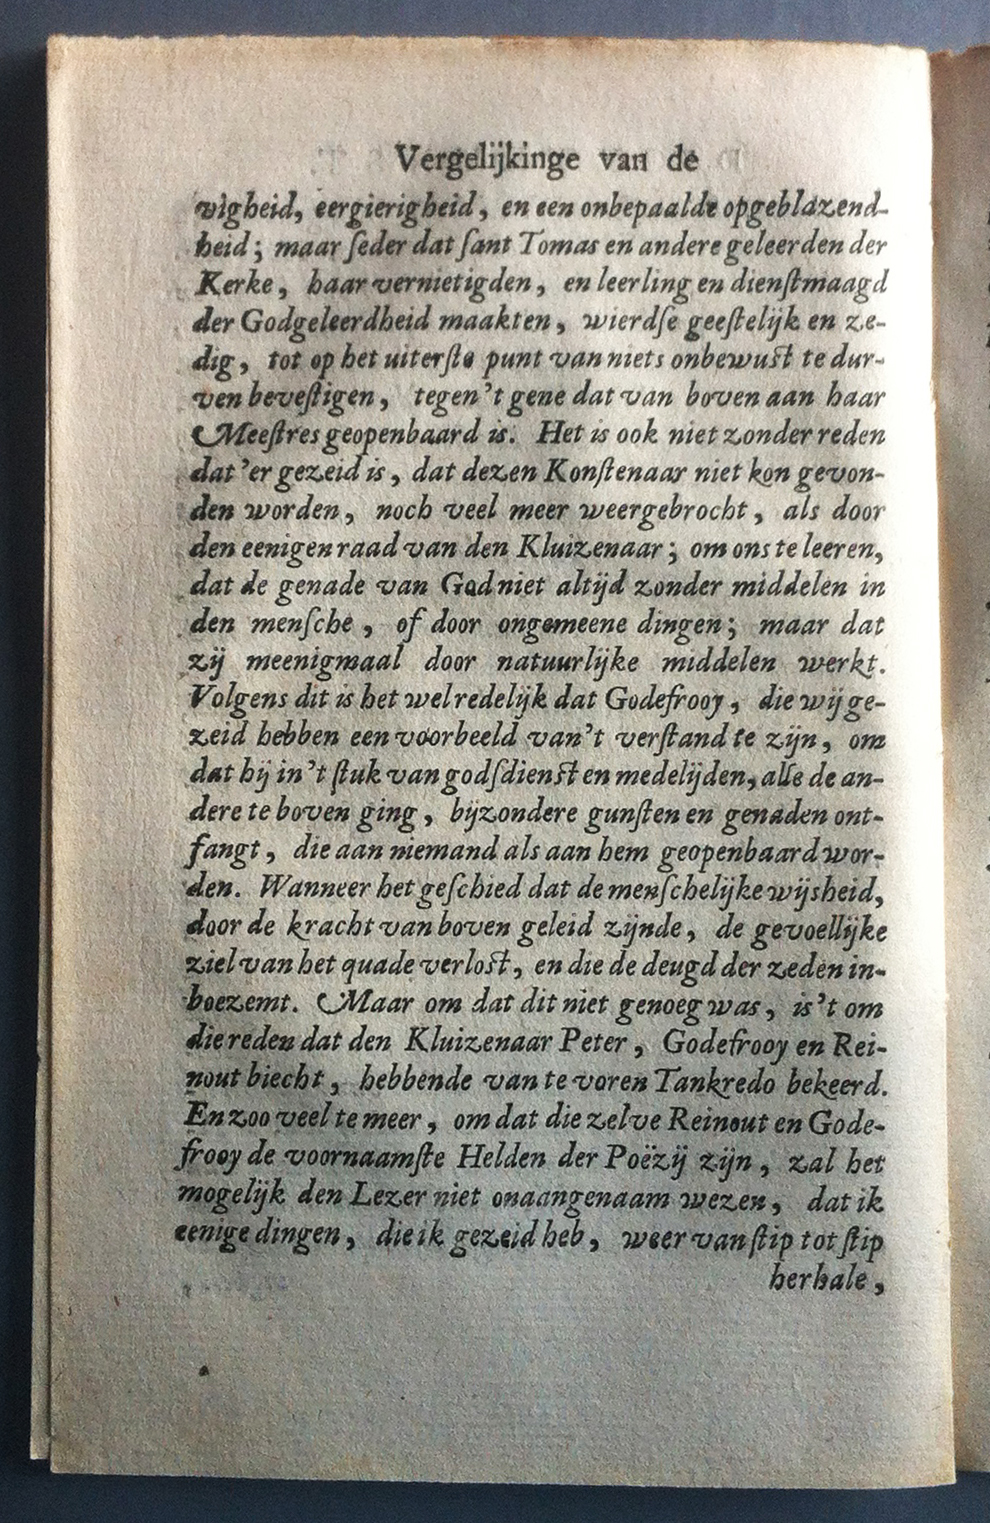 Vergelijkinge van de
vigheid, eergierigheid, en een onbepaalde opgeblazend-
heid; maar ſeder dat ſant Tomas en andere geleerden der
Kerke, haar vernietigden, en leerling en dienſtmaagd
der Godgeleerdheid maakten, wierdſe geeſtelijk en ze-
dig, tot op het uiterſte punt van niets onbewuſt te dur-
ven beveſtigen, tegen 't gene dat van boven aan haar
Meeſtres geopenbaard is. Het is ook niet zonder reden
dat 'er gezeid is, dat dezen Konſtenaar niet kon gevon-
den worden, noch veel meer weergebrocht, als door
den eenigen raad van den Kluizenaar; om ons te leeren,
dat de genade van God niet altijd zonder middelen in
den menſche, of door ongemeene dingen; maar dat
zij meenigmaal door natuurlijke middelen werkt.
Volgens dit is het wel redelijk dat Godefrooy, die wij ge-
zeid hebben een voorbeeld van 't verſtand te zijn, om
dat hij in 't ſtuk van godſdienſt en medelijden, alle de an-
dere te boven ging, bijzondere gunſten en genaden ont-
fangt, die aan niemand als aan hem geopenbaard wor-
den. Wanneer het geſchied dat de menſchelijke wijsheid,
door de kracht van boven geleid zijnde, de gevoellijke
ziel van het quade verloſt, en die de deugd der zeden in-
boezemt. Maar om dat dit niet genoeg was, is 't om
die reden dat den Kluizenaar Peter, Godefrooy en Rei-
nout biecht, hebbende van te voren Tankredo bekeerd.
En zoo veel te meer, om dat die zelve Reinout en Gode-
frooy de voornaamſte Helden der Poëzij zijn, zal het
mogelijk den Lezer niet onaangenaam wezen, dat ik
eenige dingen, die ik gezeid heb, weer van ſtip tot ſtip
herhale,